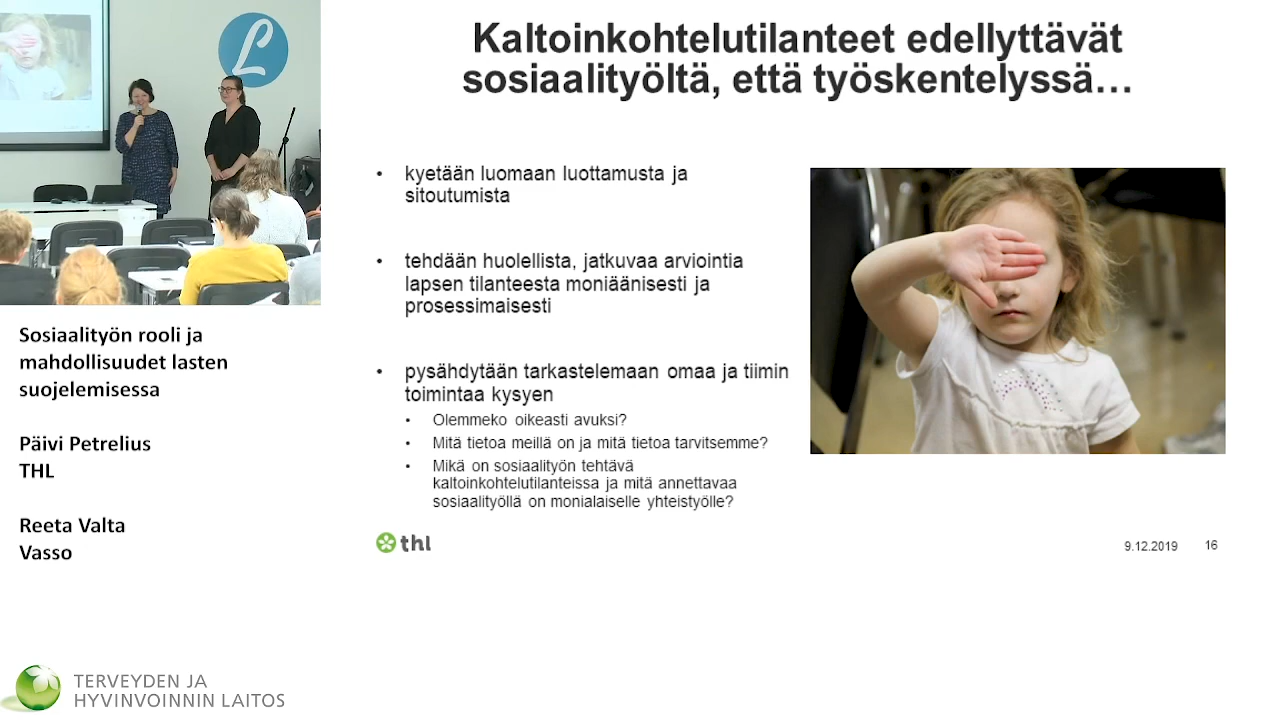 L
Kaltoinkohtelutilanteet edellyttävät
sosiaalityöltä, että työskentelyssä…
• kyetään luomaan luottamusta ja
sitoutumista
• tehdään huolellista, jatkuvaa arviointia
lapsen tilanteesta moniäänisesti ja
prosessimaisesti
• pysähdytään tarkastelemaan omaa ja tiimin
toimintaa kysyen
• Olemmeko oikeasti avuksi?
• Mitä tietoa meillä on ja mitä tietoa tarvitsemme?
• Mikä on sosiaalityön tehtävä
kaltoinkohtelutilanteissa ja mitä annettavaa
sosiaalityöllä on monialaiselle yhteistyölle?
thl
9.12.2019
16
Sosiaalityön rooli ja
mahdollisuudet lasten
suojelemisessa
Päivi Petrelius
THL
Reeta Valta
Vasso
TERVEYDEN JA
HYVINVOINNIN LAITOS